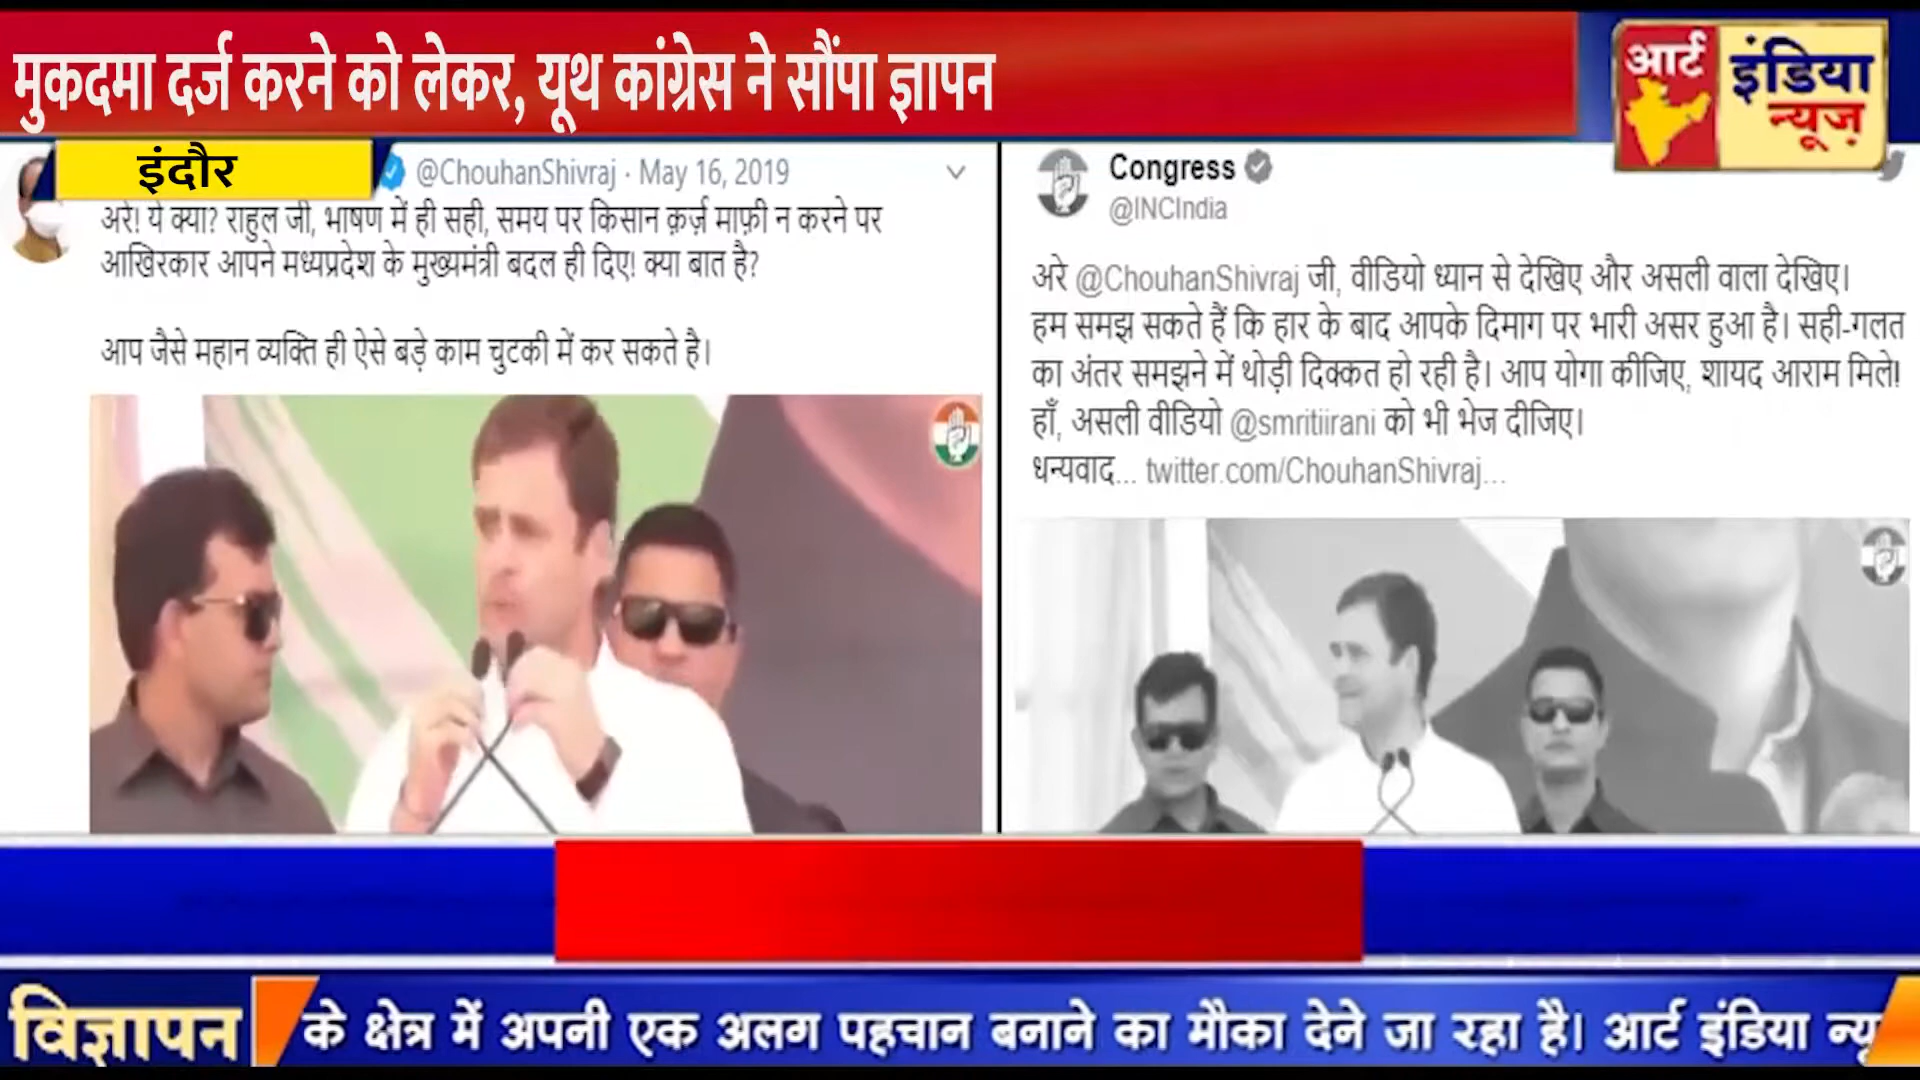 मुकदमा दर्ज करने को लेकर, यूथ कांग्रेस ने सौंपा ज्ञापन
आर्ट इंडिया न्यूज़
इंदौर
@ChouhanShivraj · May 16, 2019
अरे! ये क्या? राहुल जी, भाषण में ही सही, समय पर किसान क़र्ज़ माफ़ी न करने पर
आखिरकार आपने मध्यप्रदेश के मुख्यमंत्री बदल ही दिए! क्या बात है?
आप जैसे महान व्यक्ति ही ऐसे बड़े काम चुटकी में कर सकते है।
Congress
@INCIndia
अरे @ChouhanShivraj जी, वीडियो ध्यान से देखिए और असली वाला देखिए।
हम समझ सकते हैं कि हार के बाद आपके दिमाग पर भारी असर हुआ है। सही-गलत
का अंतर समझने में थोड़ी दिक्कत हो रही है। आप योगा कीजिए, शायद आराम मिले!
हाँ, असली वीडियो @smritiirani को भी भेज दीजिए।
धन्यवाद... twitter.com/ChouhanShivraj...
विज्ञापन
के क्षेत्र में अपनी एक अलग पहचान बनाने का मौका देने जा रहा है। आर्ट इंडिया न्यू